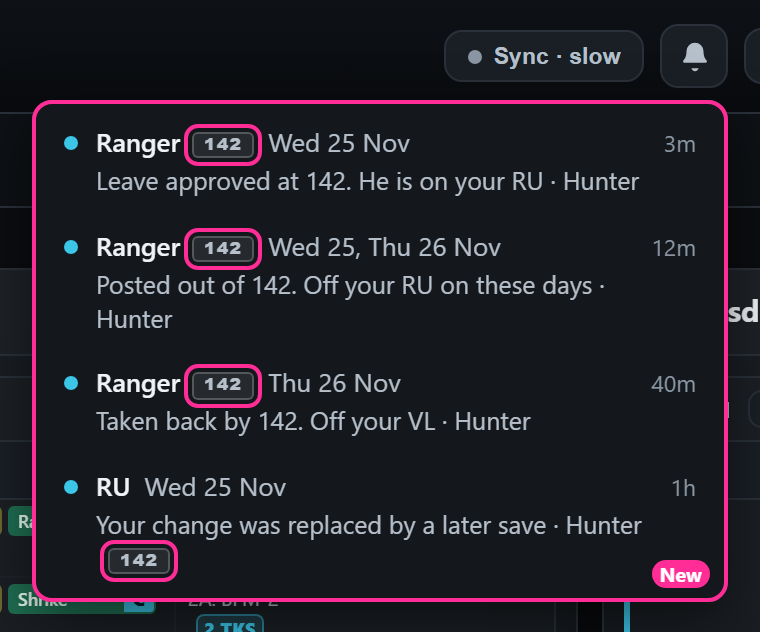 Sync · slow
Ranger 142 Wed 25 Nov 3m
Leave approved at 142. He is on your RU · Hunter
Ranger 142 Wed 25, Thu 26 Nov 12m
Posted out of 142. Off your RU on these days ·
Hunter
Ranger 142 Thu 26 Nov 40m
Taken back by 142. Off your VL · Hunter
RU Wed 25 Nov 1h
Your change was replaced by a later save · Hunter
142
New
2 TKS